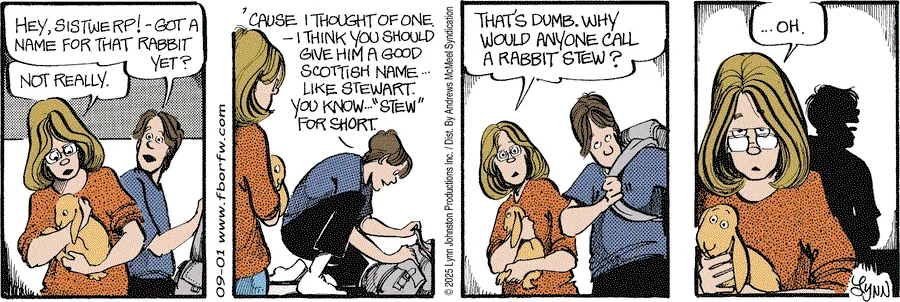 HEY, SISTWERP! - GOT A
NAME FOR THAT RABBIT
YET?
NOT REALLY.
'CAUSE I THOUGHT OF ONE.
- I THINK YOU SHOULD
GIVE HIM A GOOD
SCOTTISH NAME...
LIKE STEWART.
YOU KNOW... "STEW"
FOR SHORT.
09-01 www.fborfw.com
© 2025 Lynn Johnston Productions Inc. / Dist. By Andrews McMeel Syndication
THAT'S DUMB. WHY
WOULD ANYONE CALL
A RABBIT STEW?
...OH.
LYNN